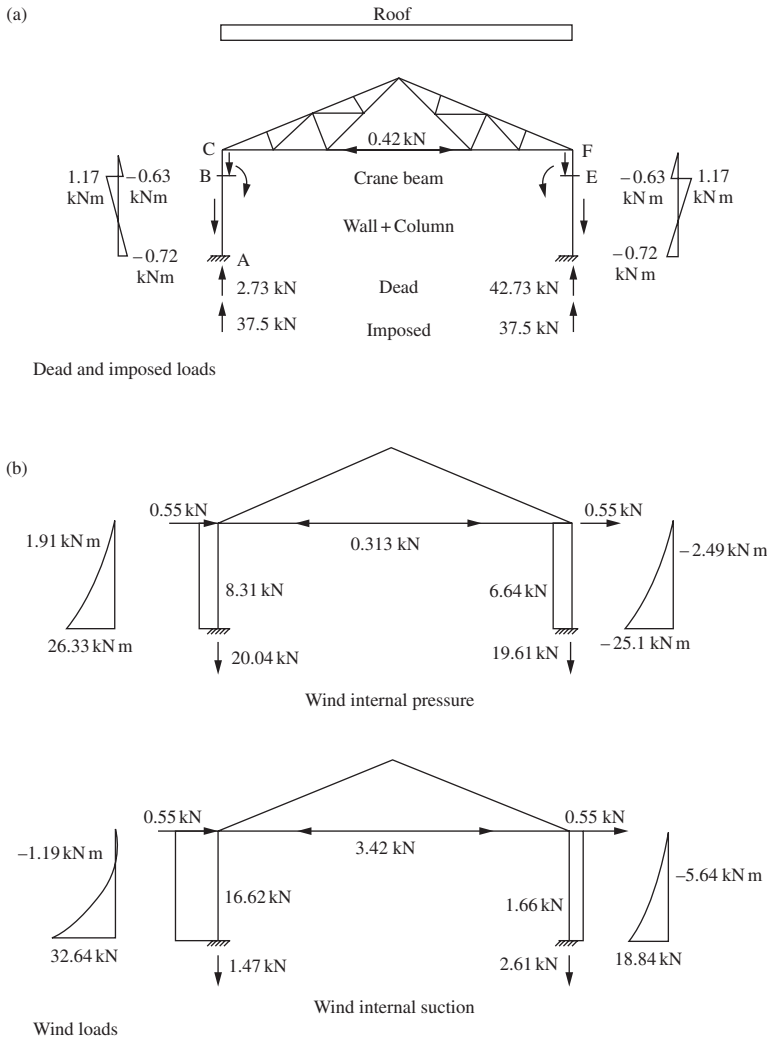 (a)
Roof
0.42 kN
C
F
B
E
Crane beam
1.17
kNm
−0.63
−0.72
kNm
Wall + Column
−0.63
kN m
1.17
kN m
−0.72
kN m
A
2.73 kN
Dead
42.73 kN
37.5 kN
Imposed
37.5 kN
Dead and imposed loads
(b)
0.55 kN
0.55 kN
0.313 kN
1.91 kN m
−2.49 kN m
8.31 kN
6.64 kN
26.33 kN m
−25.1 kN m
20.04 kN
19.61 kN
Wind internal pressure
0.55 kN
0.55 kN
−1.19 kN m
3.42 kN
−5.64 kN m
16.62 kN
1.66 kN
32.64 kN
18.84 kN
1.47 kN
2.61 kN
Wind internal suction
Wind loads